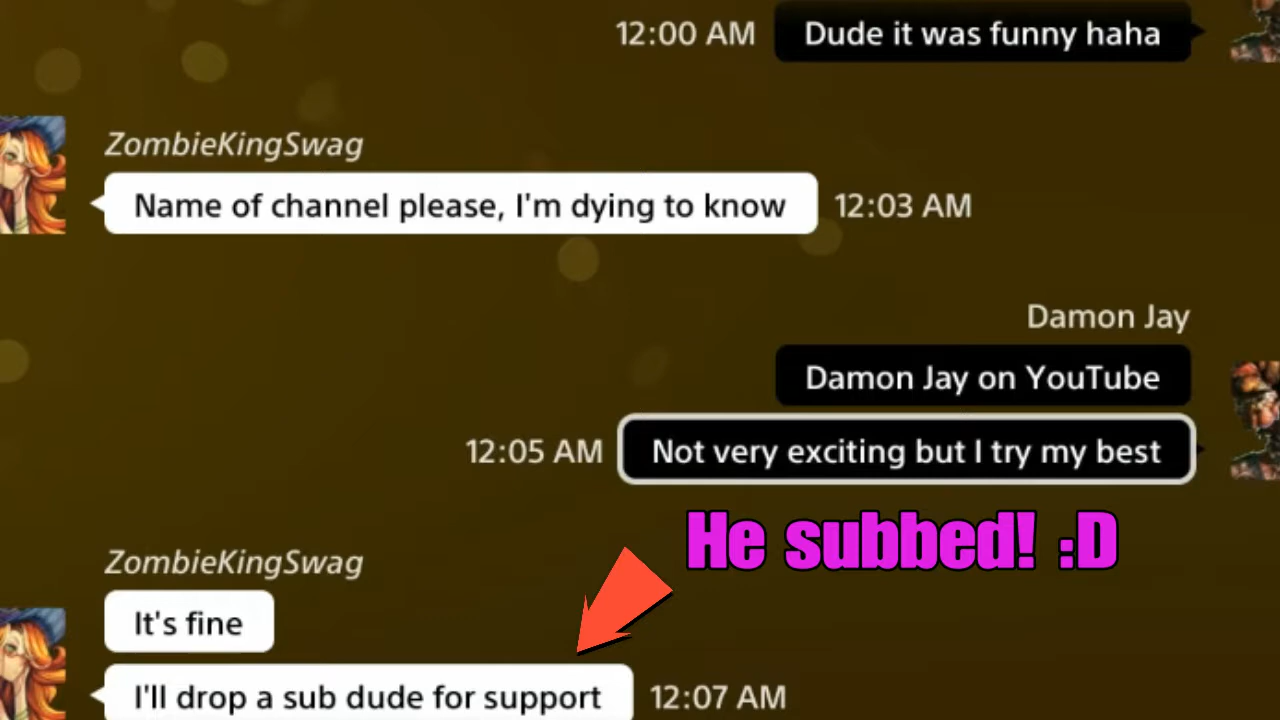 12:00 AM Dude it was funny haha
ZombieKingSwag
Name of channel please, I'm dying to know 12:03 AM
Damon Jay
Damon Jay on YouTube
12:05 AM Not very exciting but I try my best
He subbed! :D
ZombieKingSwag
It's fine
I'll drop a sub dude for support 12:07 AM